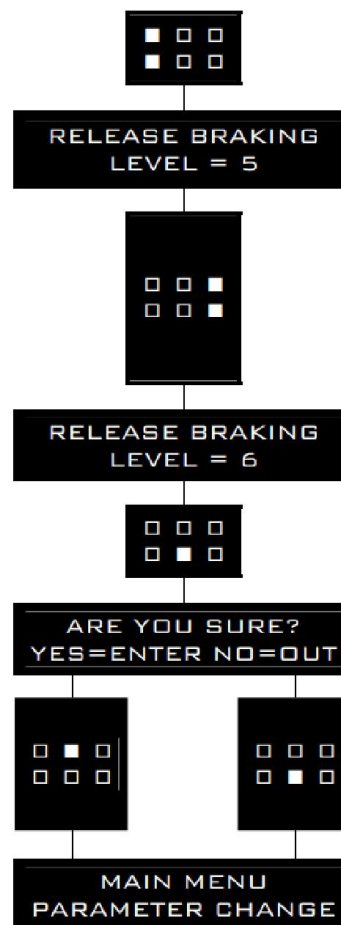 RELEASE BRAKING
LEVEL = 5
RELEASE BRAKING
LEVEL = 6
ARE YOU SURE?
YES=ENTER NO=OUT
MAIN MENU
PARAMETER CHANGE